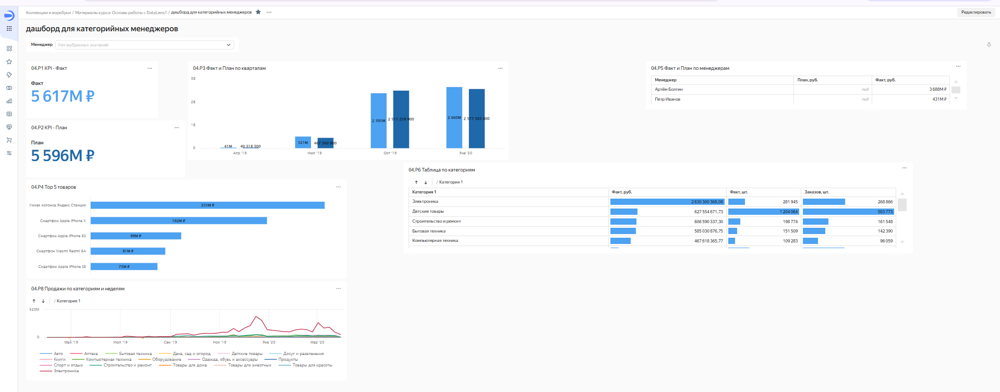 Коллекции и воркбуки / Материалы курса: Основы работы с DataLens1 / дашборд для категорийных менеджеров
Редактировать
дашборд для категорийных менеджеров
Менеджер
Нет выбранных значений
04.P1 KPI - Факт
Факт
5 617M ₽
04.P2 KPI - План
План
5 596M ₽
04.P3 Факт и План по кварталам
3B
2B
1B
0
41M
40 318 300
521M
467 360 900
2 395M
2 511 258 900
2 660M
2 577 383 800
Апр '19
Июл '19
Окт '19
Янв '20
04.P5 Факт и План по менеджерам
Менеджер План, руб. Факт, руб.
Артём Болтин null 3 688M ₽
Петр Иванов null 431M ₽
04.P6 Таблица по категориям
/ Категория 1
Категория 1 Факт, руб. Факт, шт. Заказов, шт.
Электроника 2 630 300 368,08 281 945 268 866
Детские товары 627 554 671,73 1 204 064 583 773
Строительство и ремонт 606 590 337,30 198 774 161 548
Бытовая техника 585 030 876,75 151 509 142 390
Компьютерная техника 467 618 365,77 109 283 96 059
04.P4 Top 5 товаров
Умная колонка Яндекс.Станция 255M ₽
Смартфон Apple iPhone X 192M ₽
Смартфон Apple iPhone 6S 99M ₽
Смартфон Xiaomi Redmi 6A 81M ₽
Смартфон Apple iPhone SE 73M ₽
04.P8 Продажи по категориям и неделям
/ Категория 1
820M
0
Май '19
Июл '19
Сен '19
Ноя '19
Янв '20
Мар '20
Авто Аптека Бытовая техника Дача, сад и огород Детские товары Досуг и развлечения
Книги Компьютерная техника Оборудование Одежда, обувь и аксессуары Продукты
Спорт и отдых Строительство и ремонт Товары для дома Товары для животных Товары для красоты
Электроника